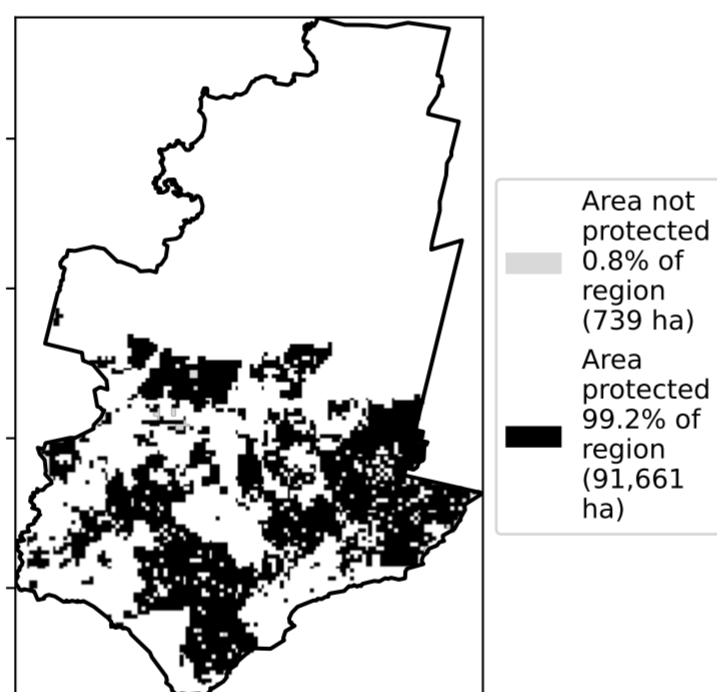 Area not
protected
0.8% of
region
(739 ha)
Area
protected
99.2% of
region
(91,661
ha)